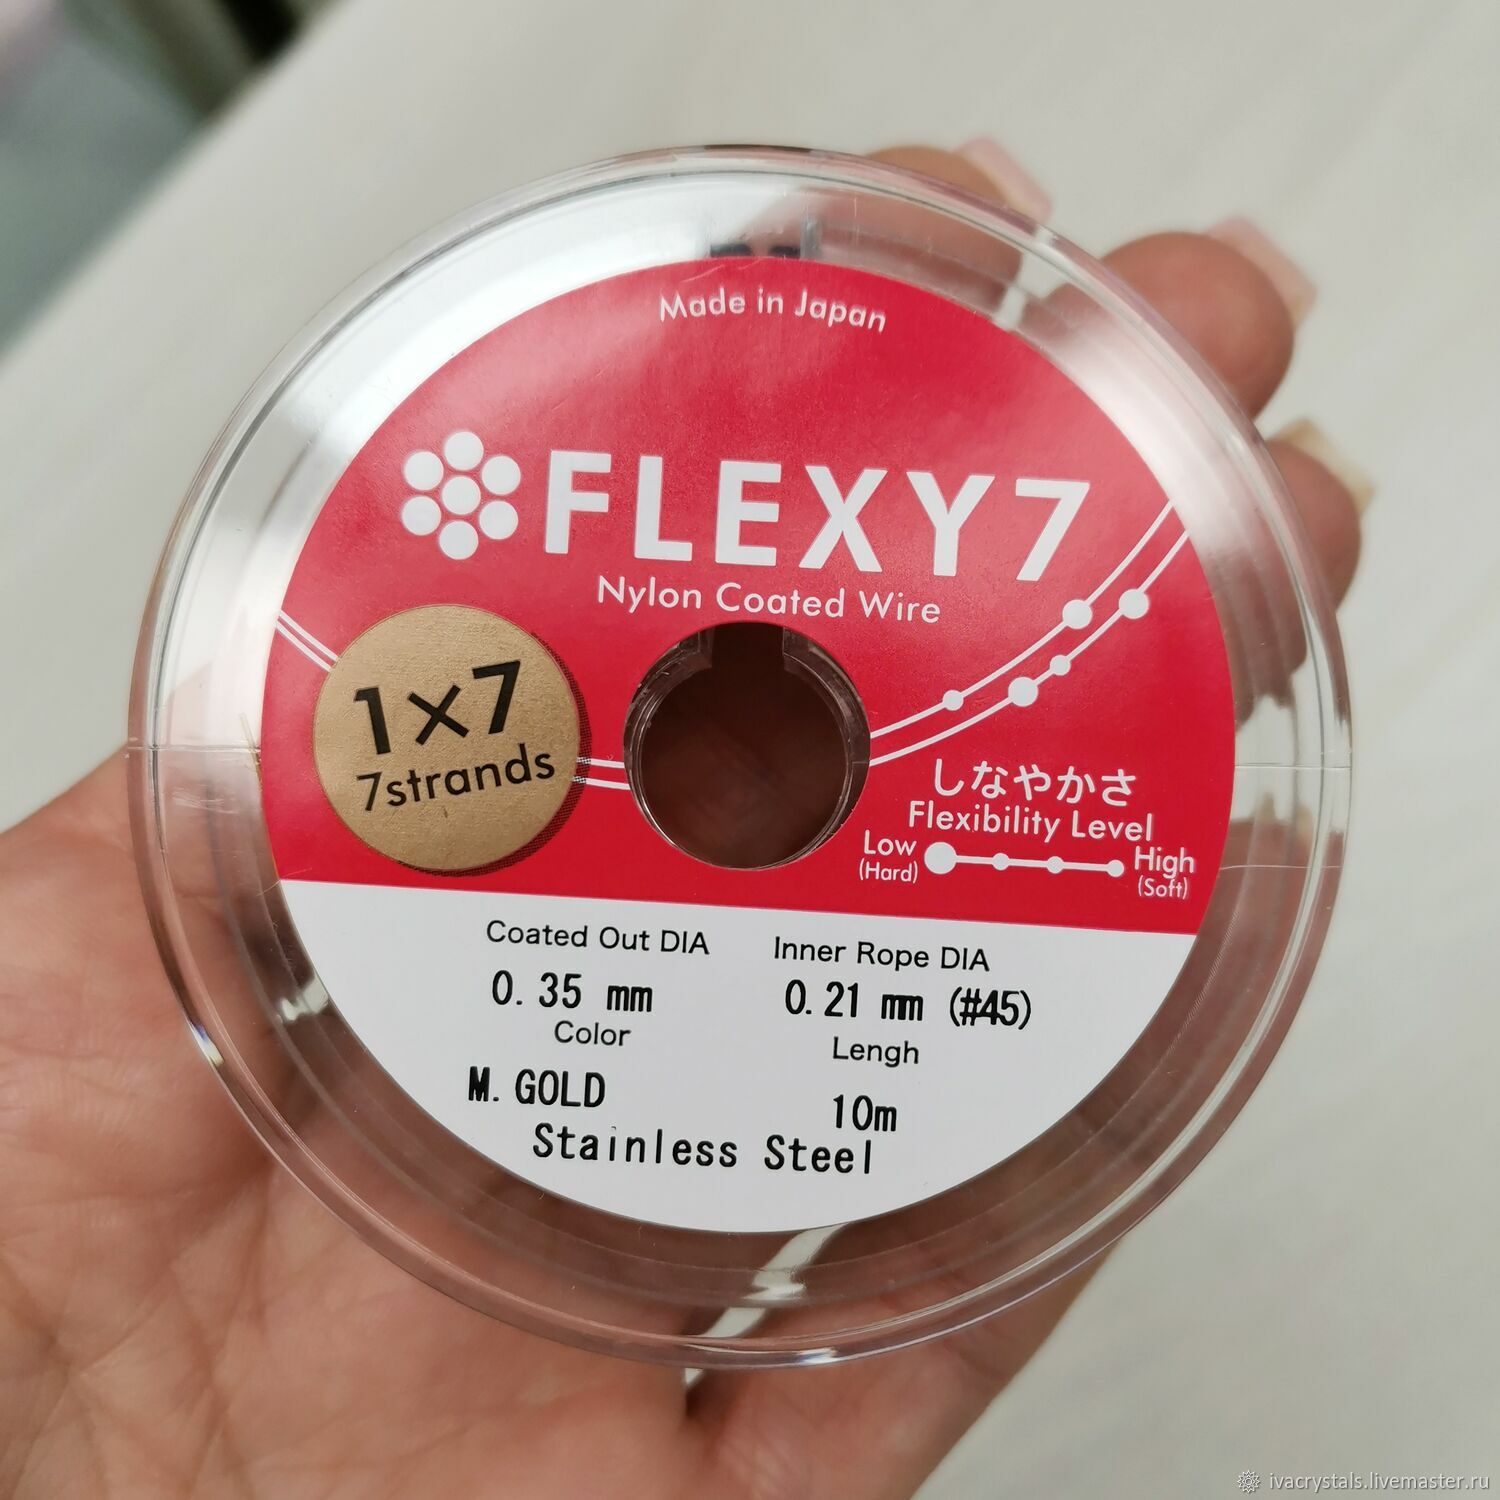 Made in Japan
FLEXY7
Nylon Coated Wire
1×7
7strands
しなやかさ
Flexibility Level
Low High
(Hard) (Soft)
Coated Out DIA Inner Rope DIA
0.35 mm 0.21 mm (#45)
Color Lengh
M. GOLD 10m
Stainless Steel
ivacrystals.livemaster.ru